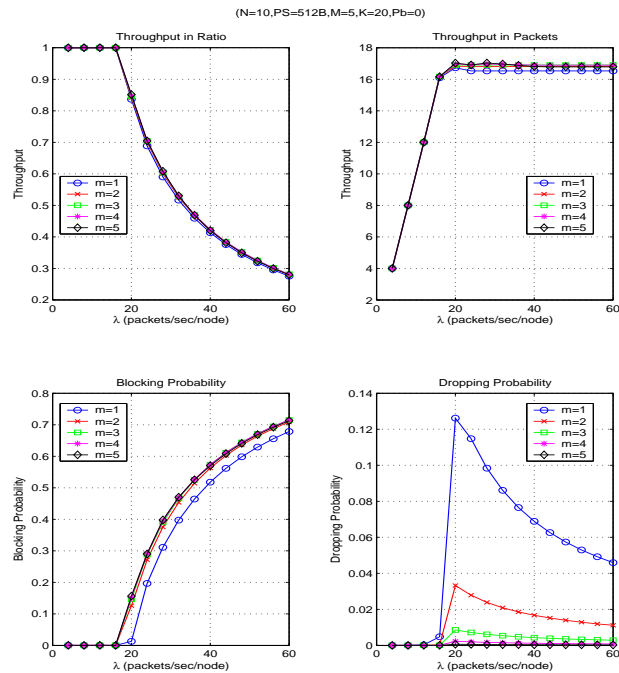 (N=10,PS=512B,M=5,K=20,Pb=0)
Throughput in Ratio
1
0.9
0.8
0.7
0.6
0.5
0.4
0.3
0.2
Throughput
m=1
m=2
m=3
m=4
m=5
0
20
40
60
λ (packets/sec/node)
Throughput in Packets
18
16
14
12
10
8
6
4
2
Throughput
m=1
m=2
m=3
m=4
m=5
0
20
40
60
λ (packets/sec/node)
Blocking Probability
0.8
0.7
0.6
0.5
0.4
0.3
0.2
0.1
0
Blocking Probability
m=1
m=2
m=3
m=4
m=5
0
20
40
60
λ (packets/sec/node)
Dropping Probability
0.14
0.12
0.1
0.08
0.06
0.04
0.02
0
Dropping Probability
m=1
m=2
m=3
m=4
m=5
0
20
40
60
λ (packets/sec/node)